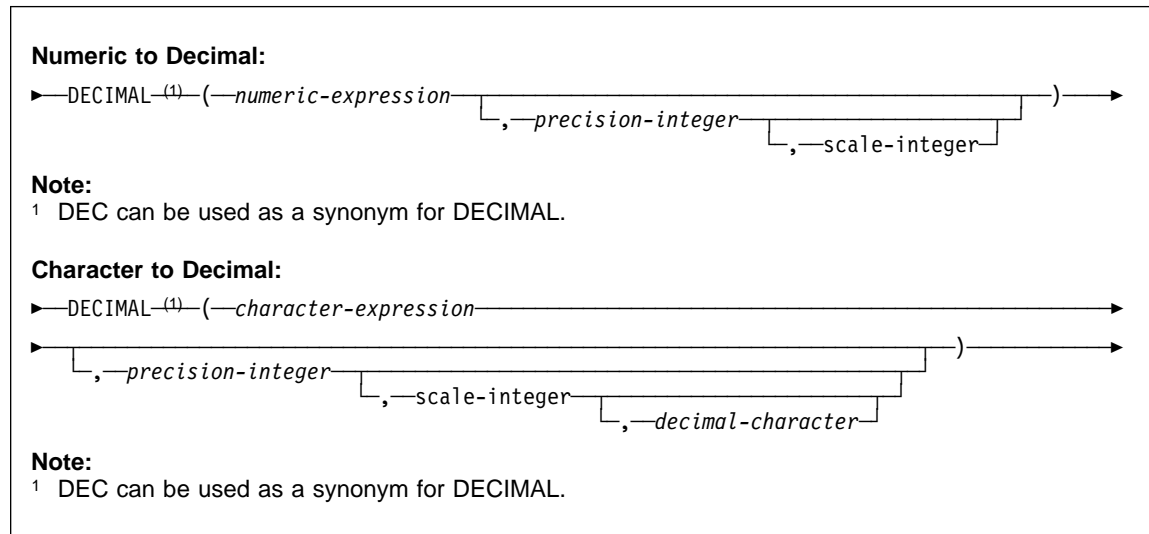 Numeric to Decimal:
►──DECIMAL─(1)─(──numeric-expression──┬──────────────────────────────────────┬──)──►
└─,──precision-integer──┬──────────────────┬─┘
└─,──scale-integer─┘
Note:
1 DEC can be used as a synonym for DECIMAL.
Character to Decimal:
►──DECIMAL─(1)─(──character-expression──►
►──┬──────────────────────────────────────┬──)──►
└─,──precision-integer──┬──────────────────┬─┘
└─,──scale-integer──┬──────────────────┬─┘
└─,──decimal-character─┘
Note:
1 DEC can be used as a synonym for DECIMAL.